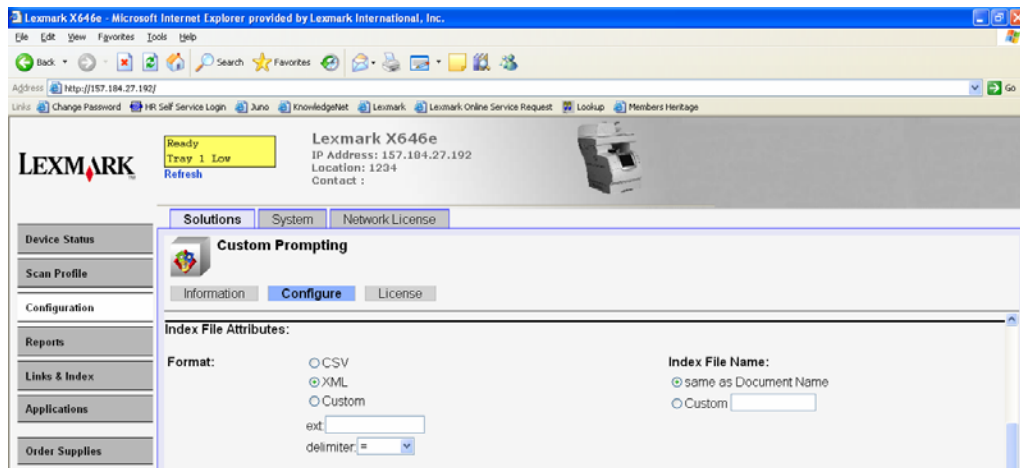 Lexmark X646e - Microsoft Internet Explorer provided by Lexmark International, Inc.
File Edit View Favorites Tools Help
Back Search Favorites
Address http://157.184.27.192/ Go
Links Change Password HR Self Service Login Juno KnowledgeNet Lexmark Lexmark Online Service Request Lookup Members Heritage
LEXMARK
Ready
Tray 1 Low
Refresh
Lexmark X646e
IP Address: 157.184.27.192
Location: 1234
Contact :
Solutions System Network License
Device Status
Scan Profile
Configuration
Reports
Links & Index
Applications
Order Supplies
Custom Prompting
Information Configure License
Index File Attributes:
Format:
CSV
XML
Custom
ext:
delimiter: =
Index File Name:
same as Document Name
Custom